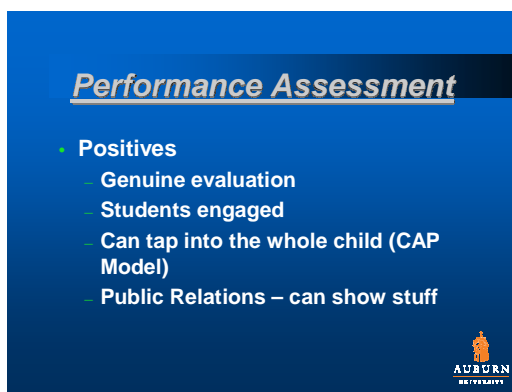 Performance Assessment
• Positives
– Genuine evaluation
– Students engaged
– Can tap into the whole child (CAP
Model)
– Public Relations – can show stuff
AUBURN
UNIVERSITY